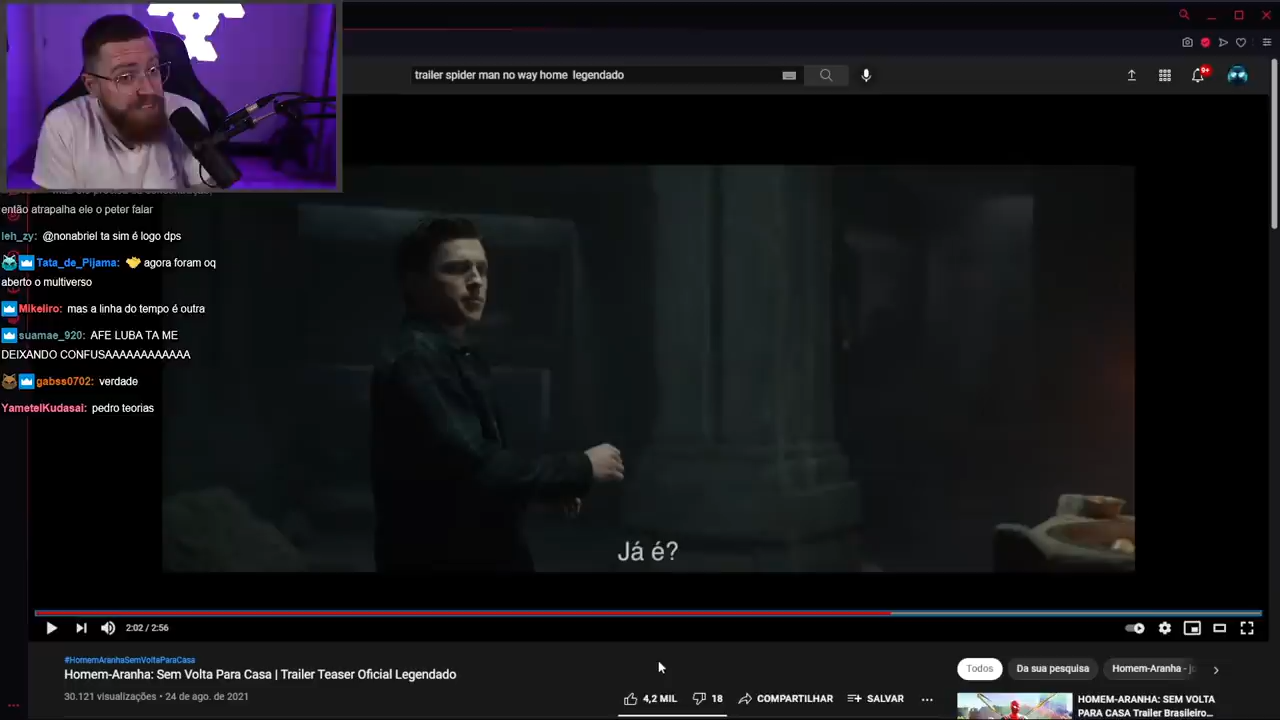 trailer spider man no way home  legendado
9+
então atrapalha ele o peter falar
leh_zy: @nonabriel ta sim é logo dps
Tata_de_Pijama: agora foram oq
aberto o multiverso
Mikeliro: mas a linha do tempo é outra
suamae_920: AFE LUBA TA ME
DEIXANDO CONFUSAAAAAAAAAAAA
gabss0702: verdade
YametelKudasai: pedro teorias
Já é?
2:02 / 2:56
#HomemAranhaSemVoltaParaCasa
Homem-Aranha: Sem Volta Para Casa | Trailer Teaser Oficial Legendado
30.121 visualizações • 24 de ago. de 2021
4,2 MIL 18 COMPARTILHAR SALVAR
Todos Da sua pesquisa Homem-Aranha -
HOMEM-ARANHA: SEM VOLTA
PARA CASA Trailer Brasileiro...